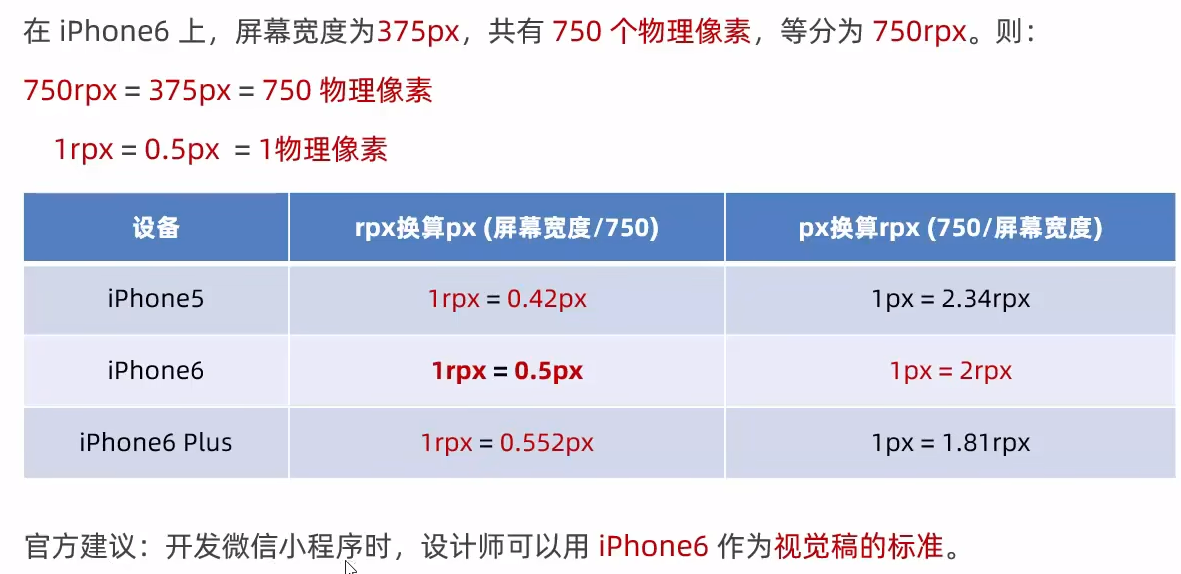 在 iPhone6 上，屏幕宽度为375px，共有 750 个物理像素，等分为 750rpx。则：
750rpx = 375px = 750 物理像素
1rpx = 0.5px = 1物理像素
设备 rpx换算px (屏幕宽度/750) px换算rpx (750/屏幕宽度)
iPhone5 1rpx = 0.42px 1px = 2.34rpx
iPhone6 1rpx = 0.5px 1px = 2rpx
iPhone6 Plus 1rpx = 0.552px 1px = 1.81rpx
官方建议：开发微信小程序时，设计师可以用 iPhone6 作为视觉稿的标准。